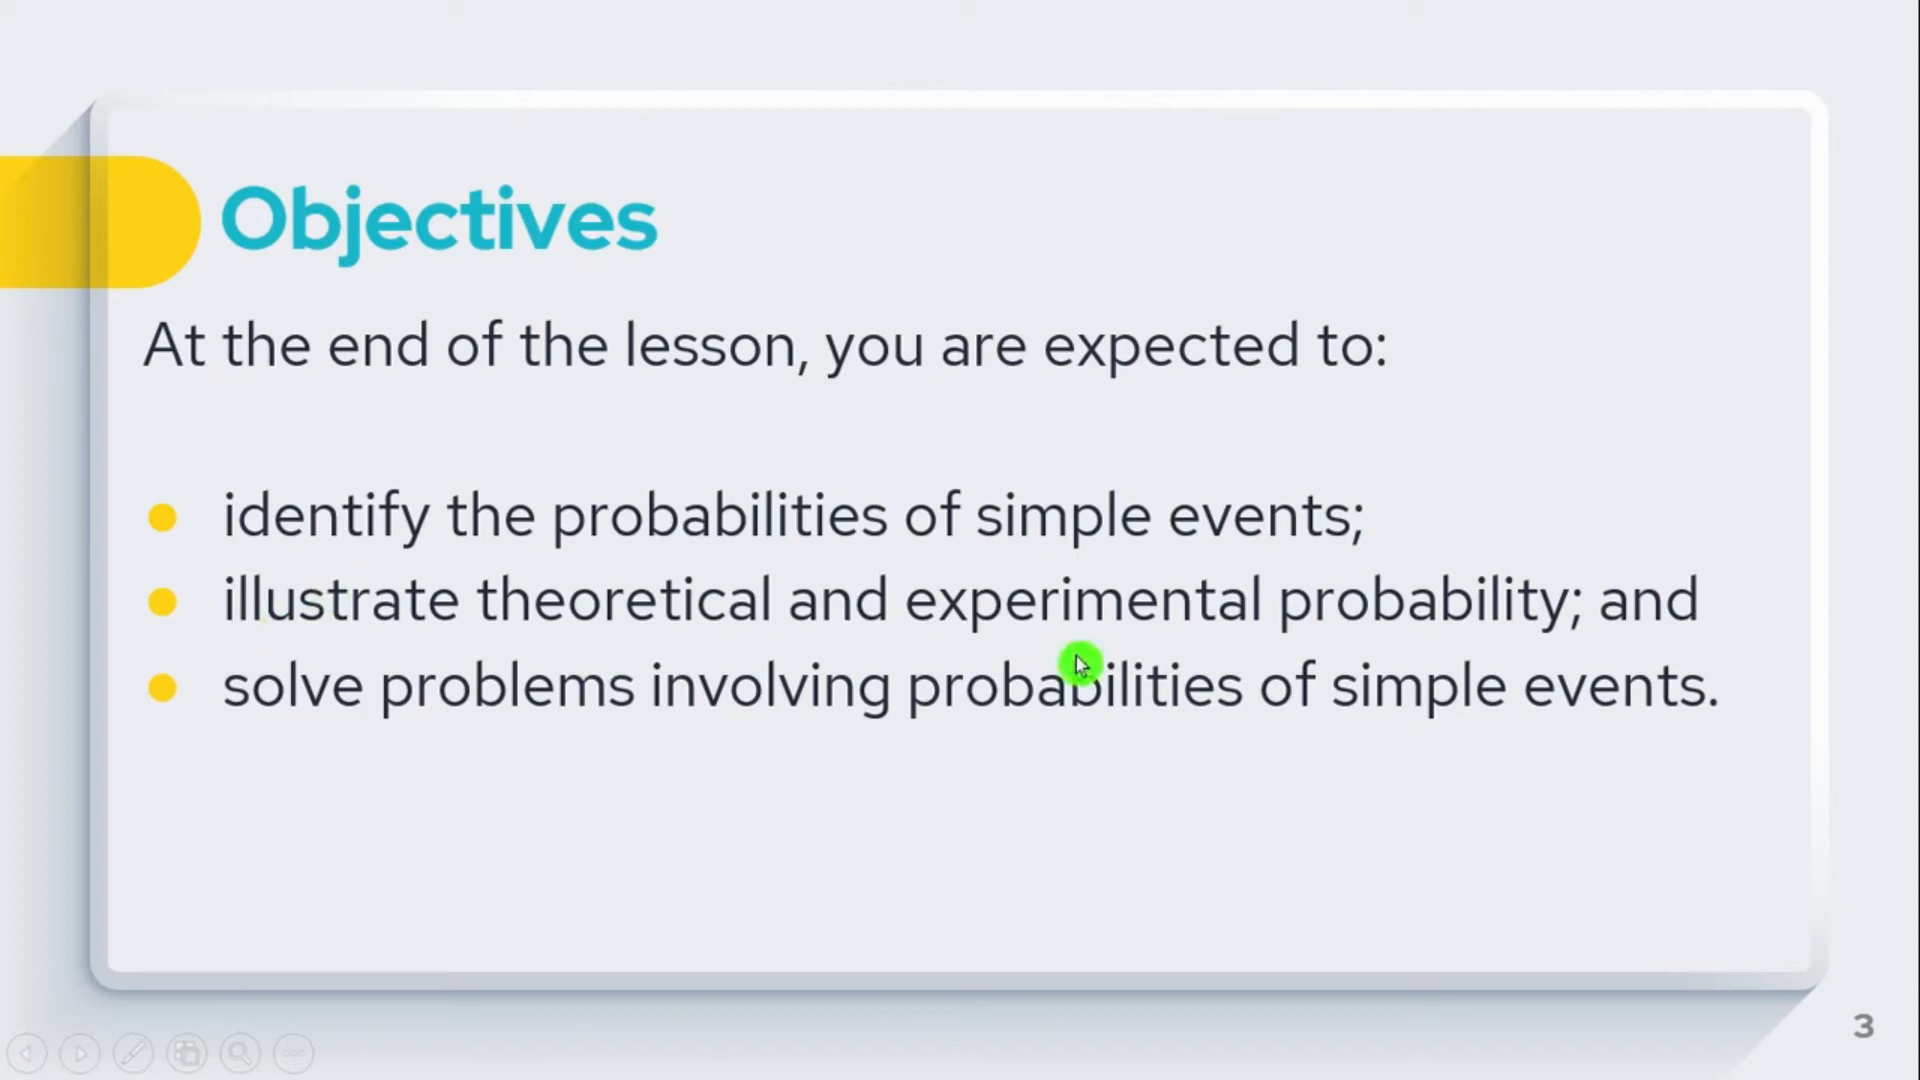 Objectives
At the end of the lesson, you are expected to:
● identify the probabilities of simple events;
● illustrate theoretical and experimental probability; and
● solve problems involving probabilities of simple events.
3